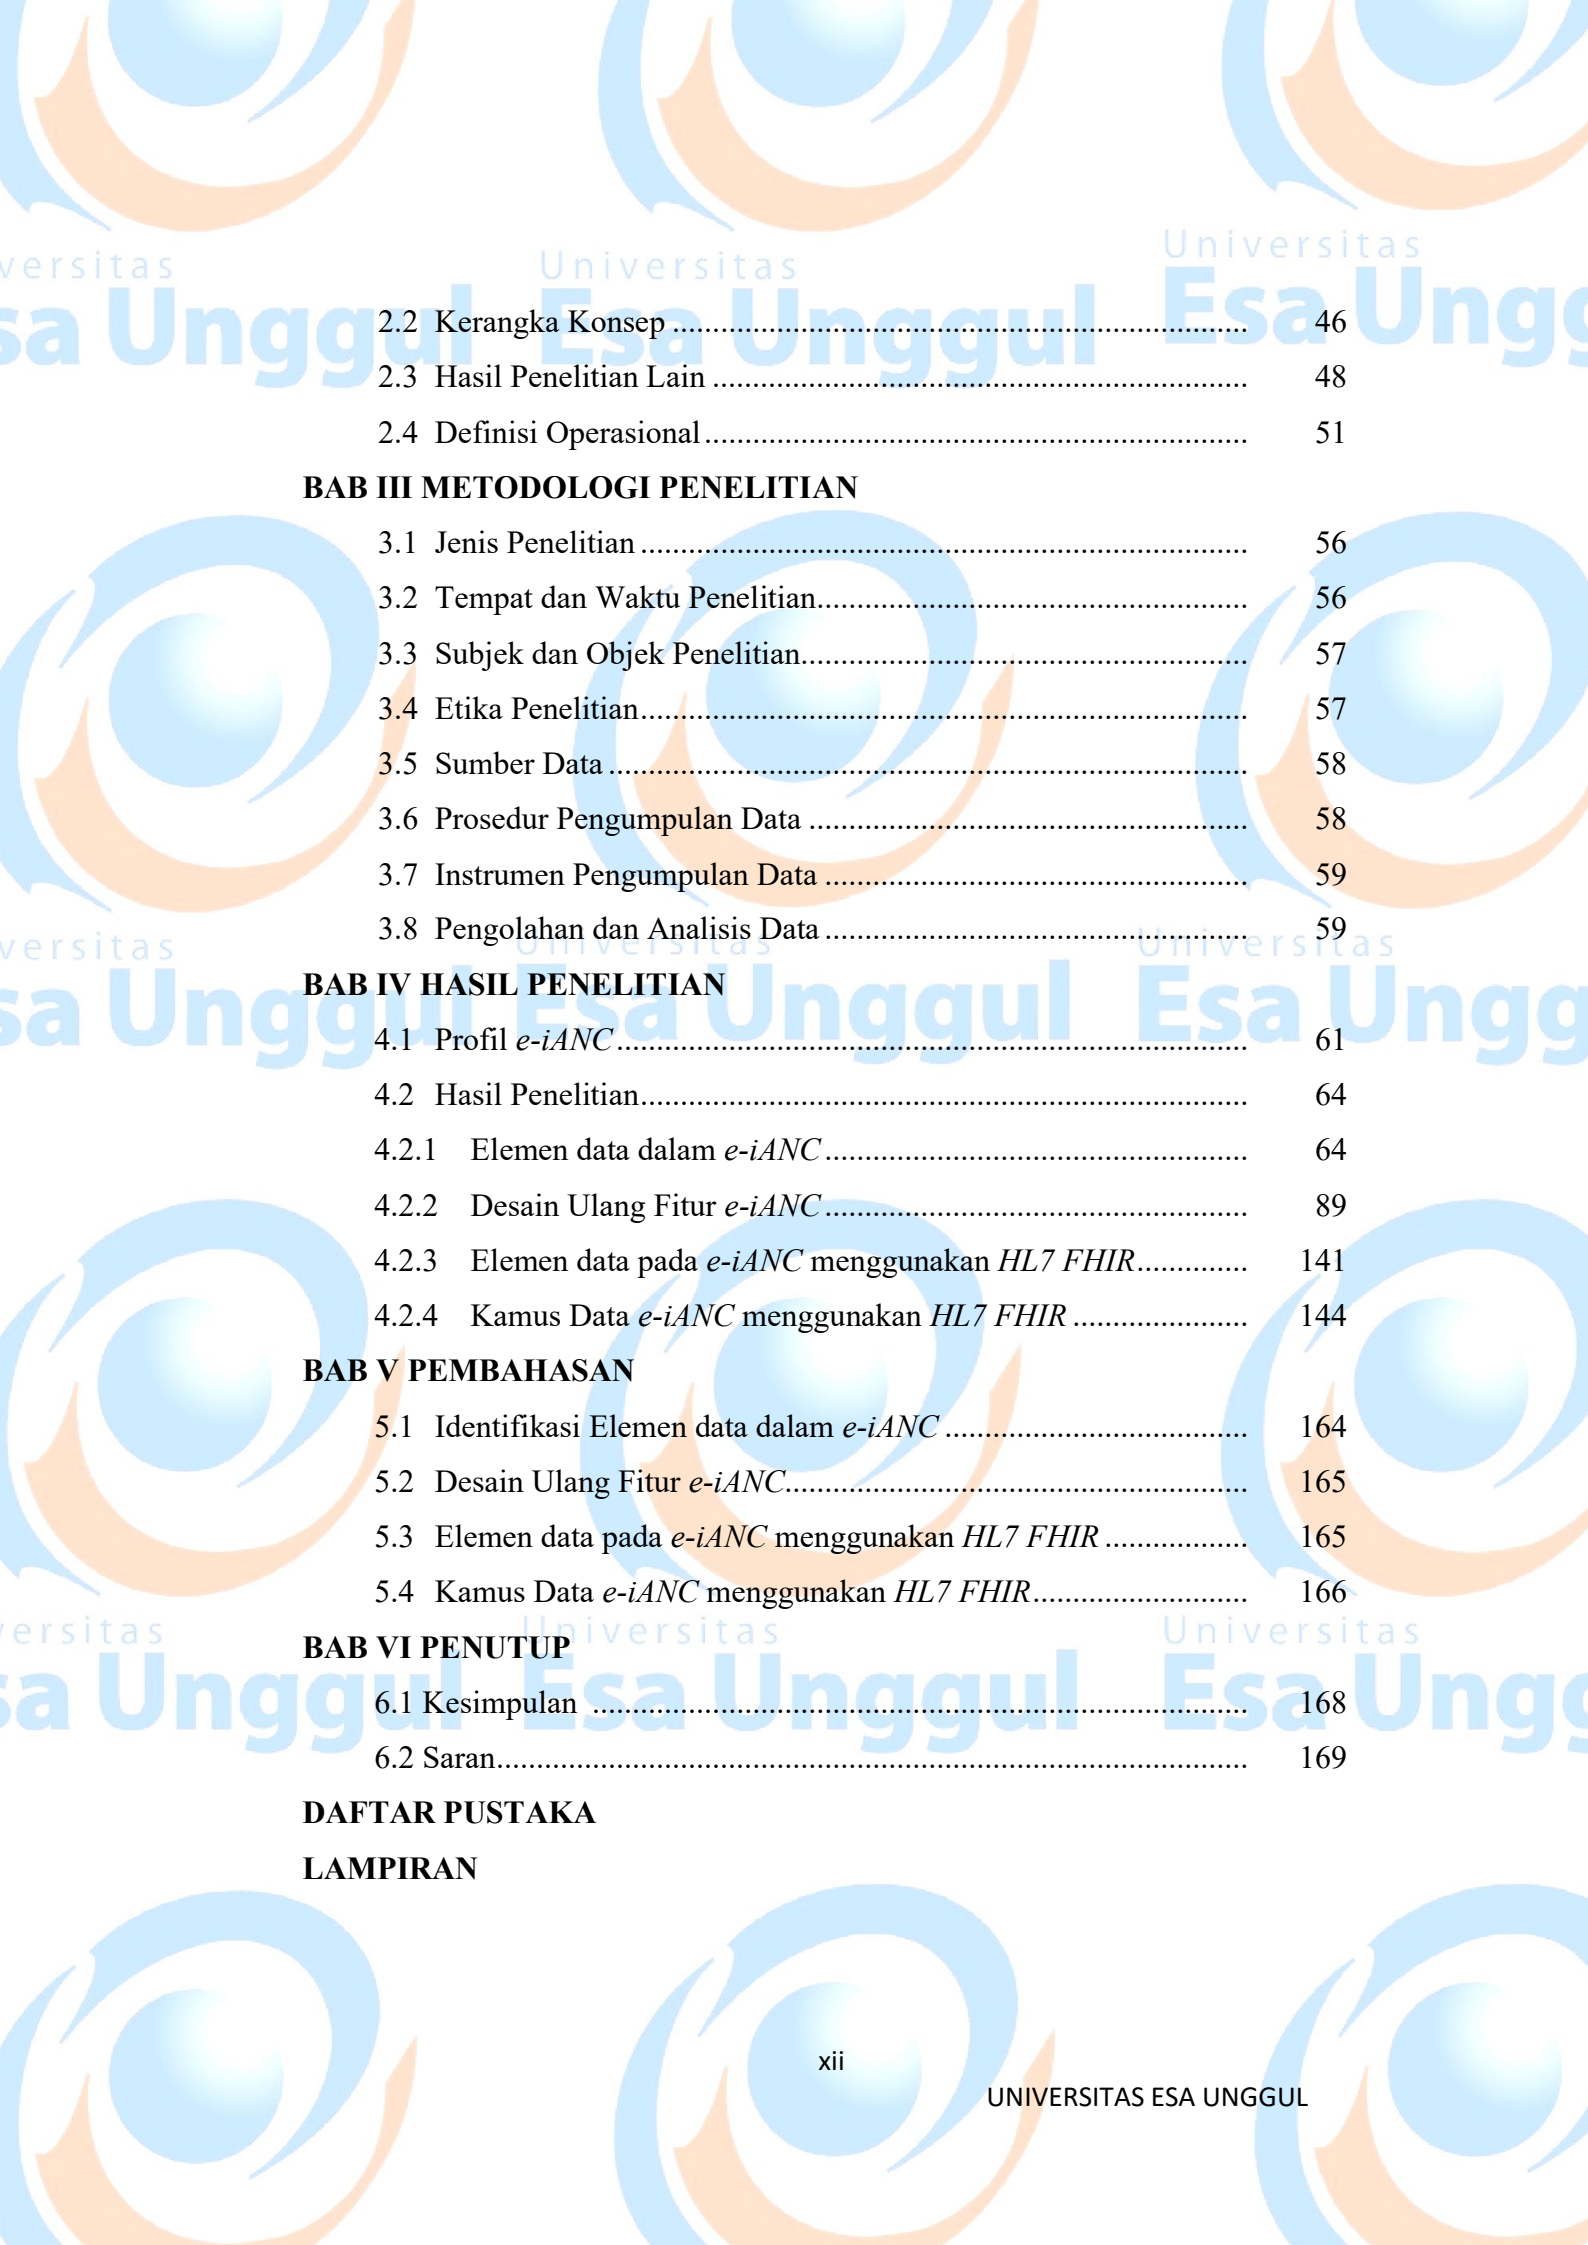 Universitas
Esa Unggul
2.2 Kerangka Konsep ........................................................................ 46
2.3 Hasil Penelitian Lain ................................................................... 48
2.4 Definisi Operasional .................................................................... 51
BAB III METODOLOGI PENELITIAN
3.1 Jenis Penelitian ............................................................................ 56
3.2 Tempat dan Waktu Penelitian...................................................... 56
3.3 Subjek dan Objek Penelitian........................................................ 57
3.4 Etika Penelitian............................................................................ 57
3.5 Sumber Data ................................................................................ 58
3.6 Prosedur Pengumpulan Data ....................................................... 58
3.7 Instrumen Pengumpulan Data ..................................................... 59
3.8 Pengolahan dan Analisis Data ..................................................... 59
Universitas
Esa Unggul
BAB IV HASIL PENELITIAN
4.1 Profil e-iANC ............................................................................... 61
4.2 Hasil Penelitian............................................................................ 64
4.2.1 Elemen data dalam e-iANC ..................................................... 64
4.2.2 Desain Ulang Fitur e-iANC ..................................................... 89
4.2.3 Elemen data pada e-iANC menggunakan HL7 FHIR.............. 141
4.2.4 Kamus Data e-iANC menggunakan HL7 FHIR ...................... 144
BAB V PEMBAHASAN
5.1 Identifikasi Elemen data dalam e-iANC ...................................... 164
5.2 Desain Ulang Fitur e-iANC.......................................................... 165
5.3 Elemen data pada e-iANC menggunakan HL7 FHIR .................. 165
5.4 Kamus Data e-iANC menggunakan HL7 FHIR........................... 166
Universitas
Esa Unggul
BAB VI PENUTUP
6.1 Kesimpulan .................................................................................. 168
6.2 Saran.............................................................................................. 169
DAFTAR PUSTAKA
LAMPIRAN
xii
UNIVERSITAS ESA UNGGUL